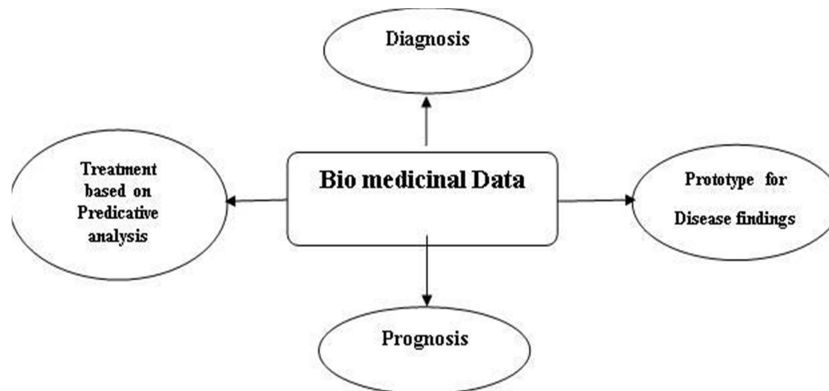 Diagnosis
Treatment
based on
Predicative
analysis
Bio medicinal Data
Prototype for
Disease findings
Prognosis